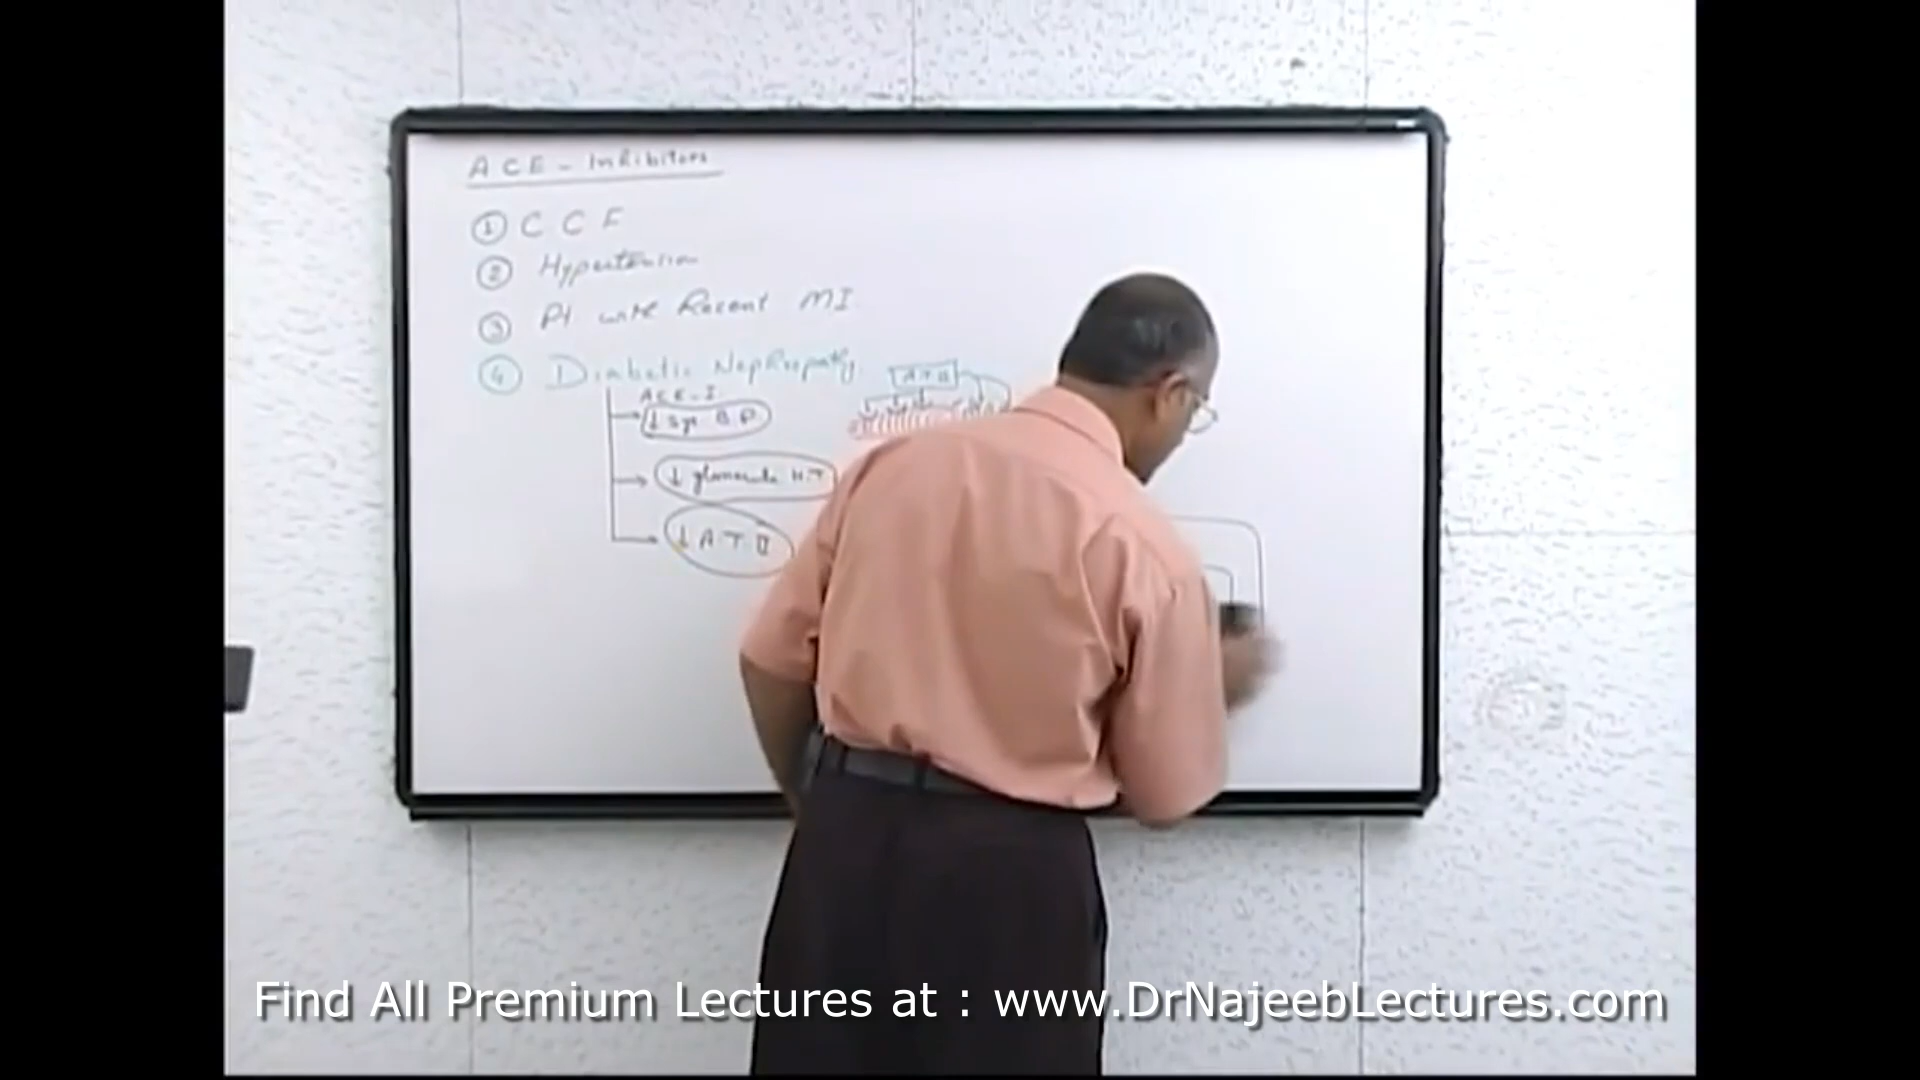 ACE - Inhibitors
① C C F
② Hypertension
③ Pt. with Recent MI
④ Diabetic Nephropathy
ACE-I
↓ Sys B P
↓ glomerular H.T
↓ A.T II
A.T II
Find All Premium Lectures at : www.DrNajeebLectures.com